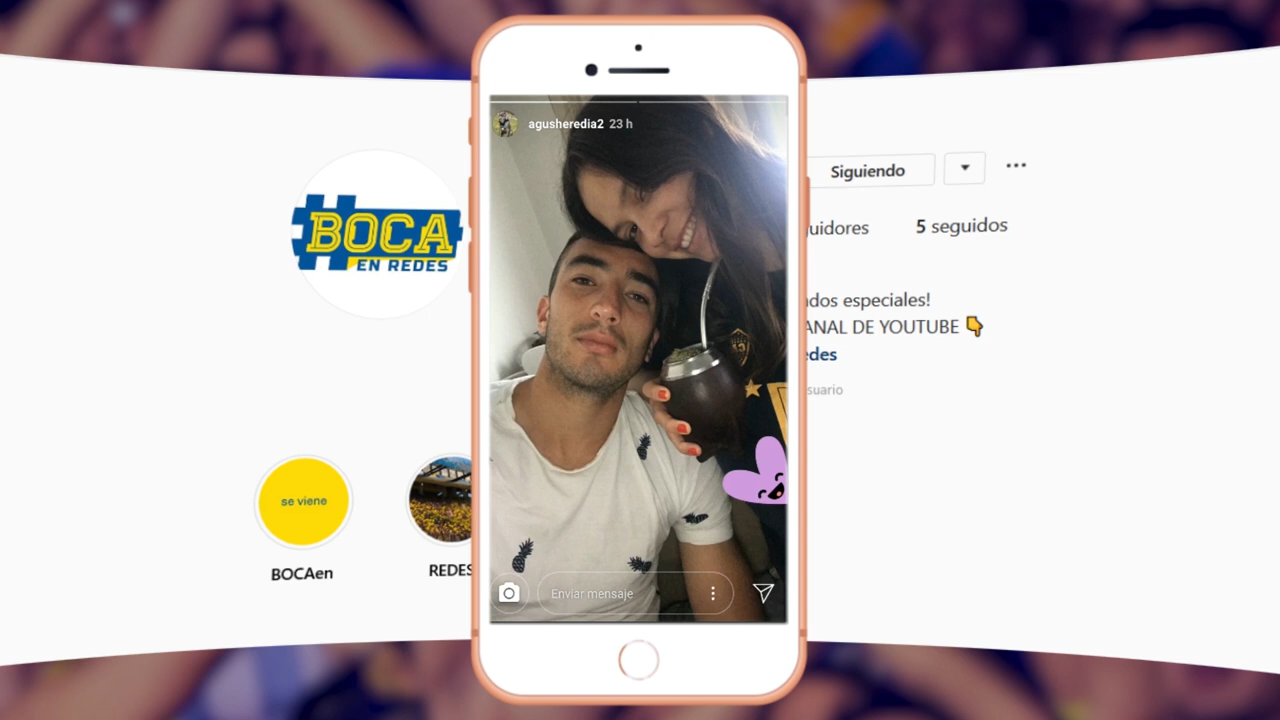 agusheredia2 23 h
#BOCA
EN REDES
Siguiendo
uidores 5 seguidos
dos especiales!
ANAL DE YOUTUBE 👇
edes
suario
se viene
BOCAen
REDES
Enviar mensaje